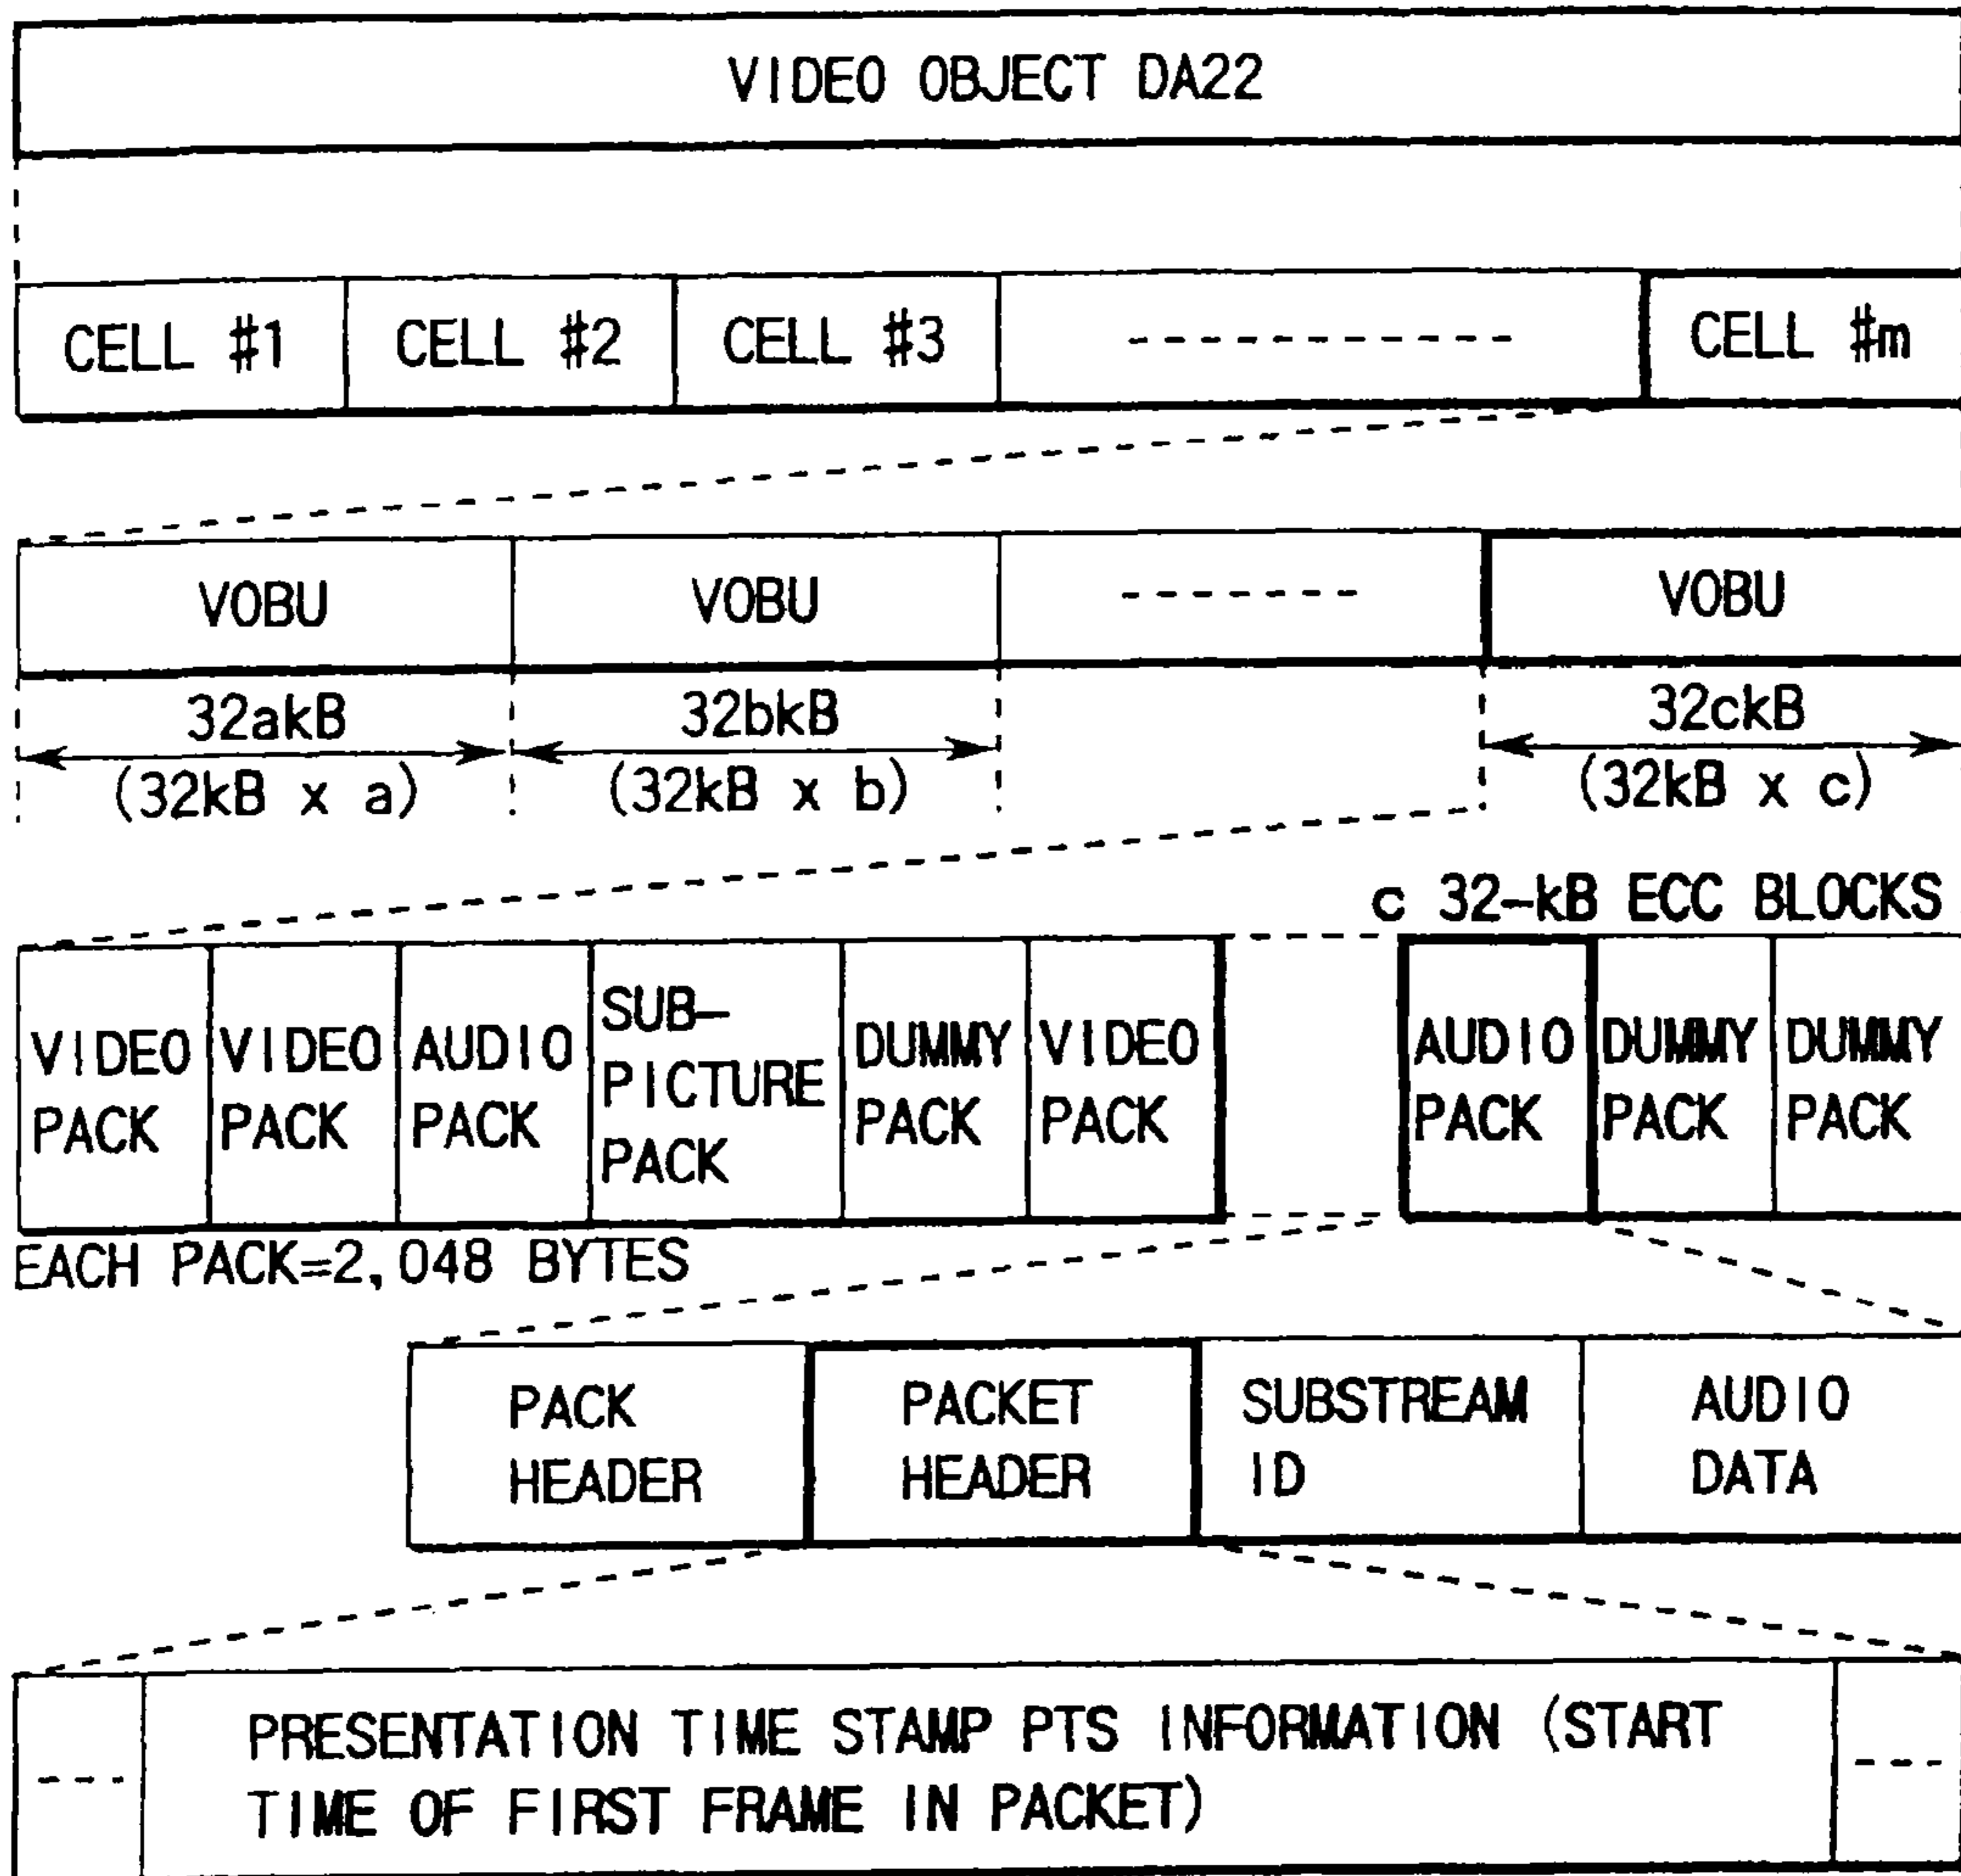 VIDEO OBJECT DA22
CELL #1
CELL #2
CELL #3
CELL #m
VOBU
VOBU
VOBU
32akB
(32kB x a)
32bkB
(32kB x b)
32ckB
(32kB x c)
c 32-kB ECC BLOCKS
VIDEO
PACK
VIDEO
PACK
AUDIO
PACK
SUB-
PICTURE
PACK
DUMMY
PACK
VIDEO
PACK
AUDIO
PACK
DUMMY
PACK
DUMMY
PACK
EACH PACK=2,048 BYTES
PACK
HEADER
PACKET
HEADER
SUBSTREAM
ID
AUDIO
DATA
PRESENTATION TIME STAMP PTS INFORMATION (START
TIME OF FIRST FRAME IN PACKET)